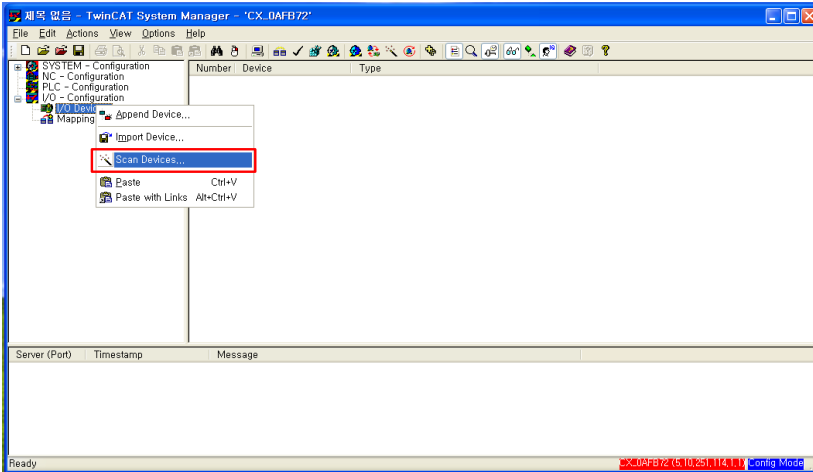 제목 없음 - TwinCAT System Manager - 'CX_0AFB72'
File Edit Actions View Options Help
SYSTEM - Configuration
NC - Configuration
PLC - Configuration
I/O - Configuration
I/O Devic
Mapping
Number Device Type
Append Device...
Import Device...
Scan Devices...
Paste Ctrl+V
Paste with Links Alt+Ctrl+V
Server (Port) Timestamp Message
Ready CX_0AFB72 (5.10.251.114.1.1) Config Mode